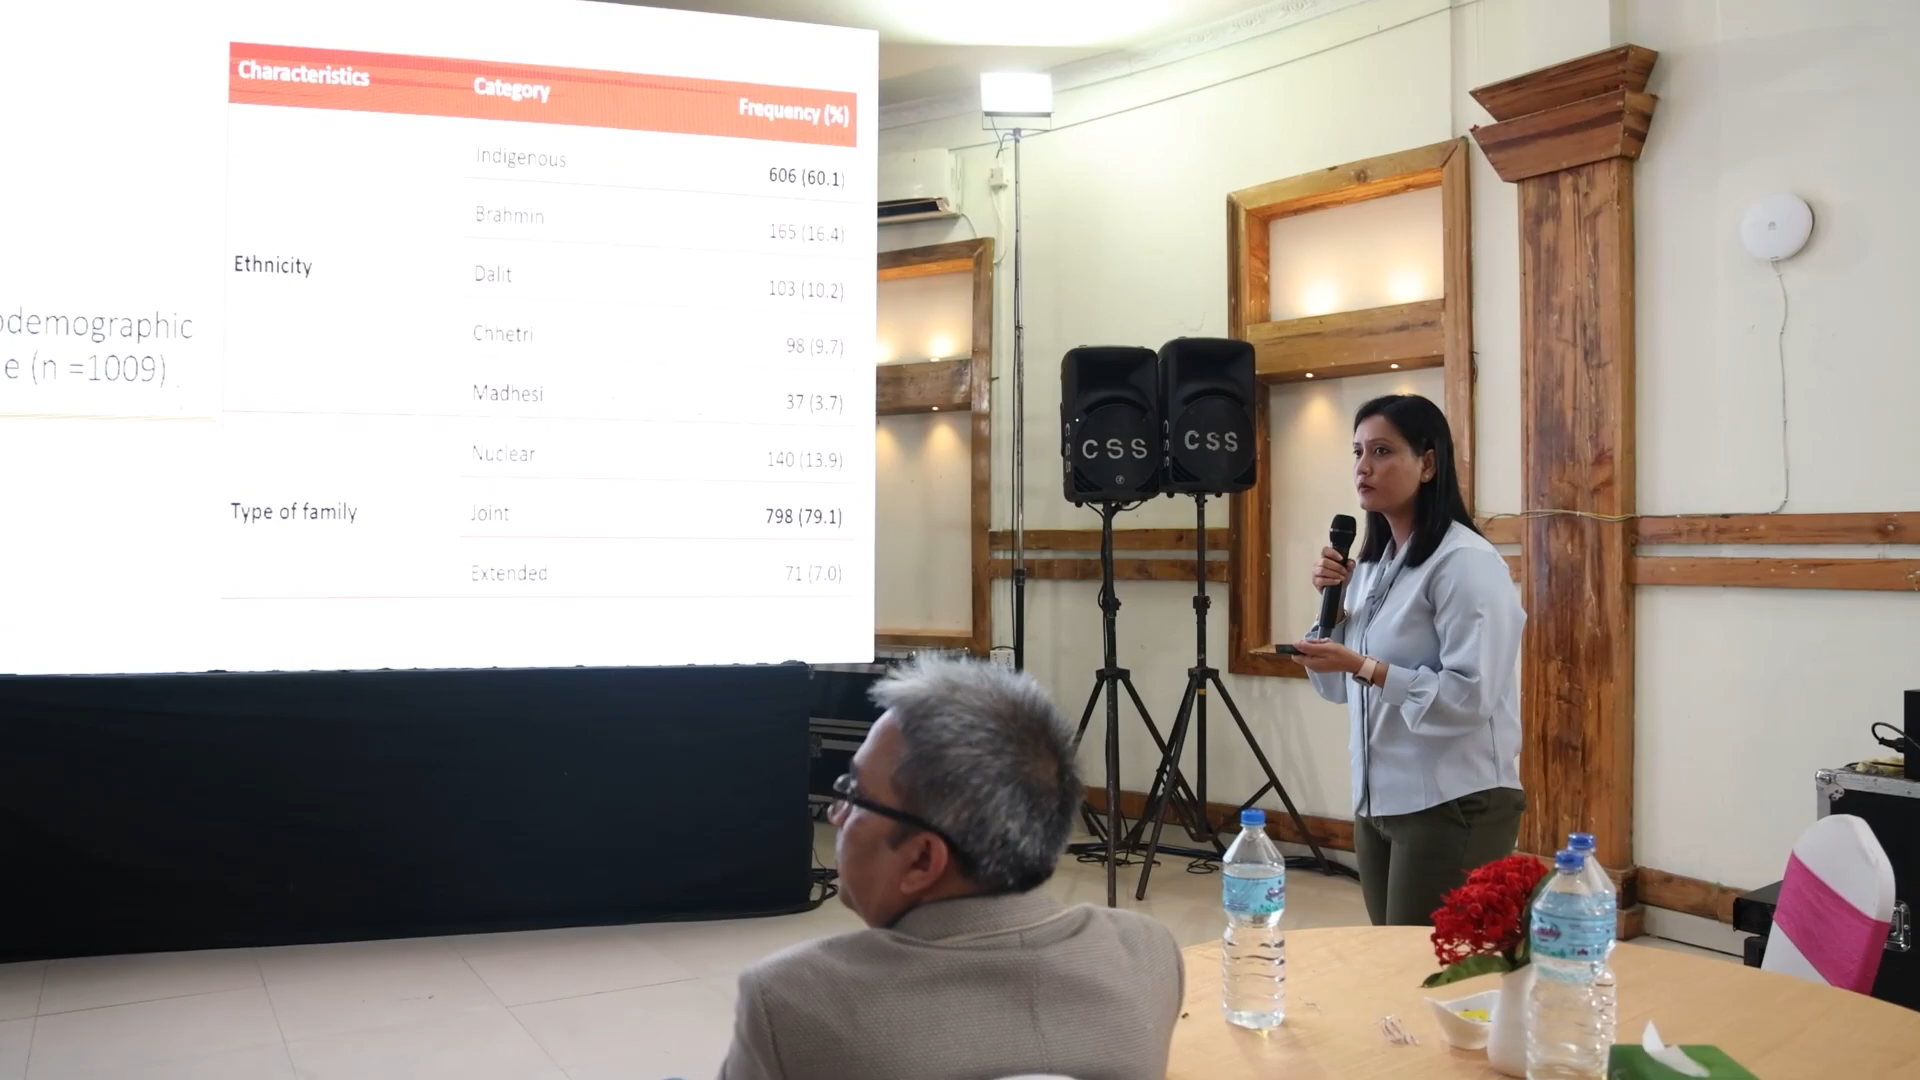 Characteristics Category Frequency (%)
Indigenous 606 (60.1)
Brahmin 165 (16.4)
Ethnicity Dalit 103 (10.2)
odemographic
e (n =1009)
Chhetri 98 (9.7)
Madhesi 37 (3.7)
Nuclear 140 (13.9)
Type of family Joint 798 (79.1)
Extended 71 (7.0)
CSS
CSS
CSS